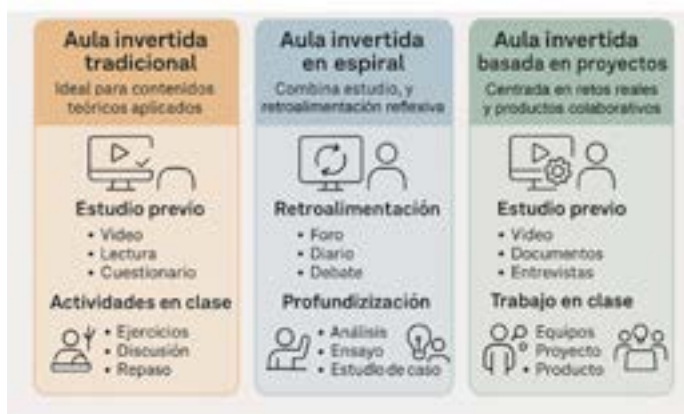 Aula invertida
tradicional
Ideal para contenidos
teóricos aplicados
Estudio previo
• Video
• Lectura
• Cuestionario
Actividades en clase
• Ejercicios
• Discusión
• Repaso
Aula invertida
en espiral
Combina estudio, y
retroalimentación reflexiva
Retroalimentación
• Foro
• Diario
• Debate
Profundizización
• Análisis
• Ensayo
• Estudio de caso
Aula invertida
basada en proyectos
Centrada en retos reales
y productos colaborativos
Estudio previo
• Video
• Documentos
• Entrevistas
Trabajo en clase
• Equipos
• Proyecto
• Producto